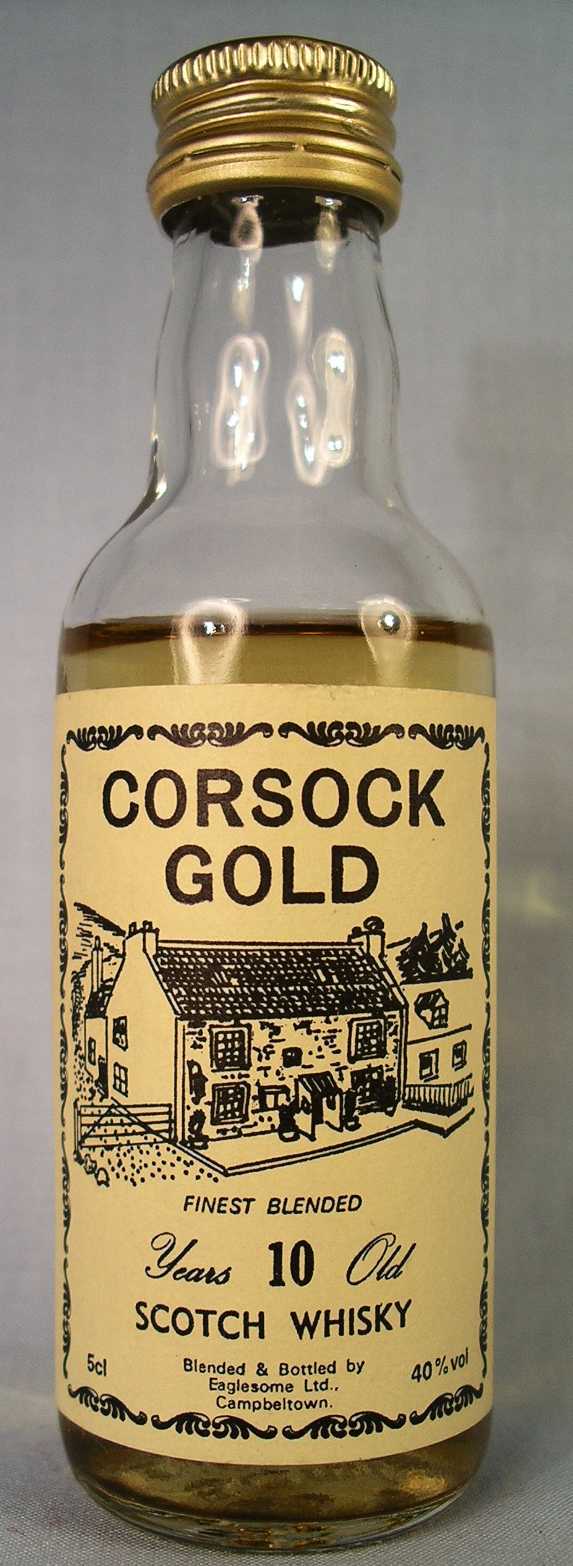 CORSOCK
GOLD
FINEST BLENDED
Years 10 Old
SCOTCH WHISKY
5cl
Blended & Bottled by
Eaglesome Ltd.,
Campbeltown.
40% vol